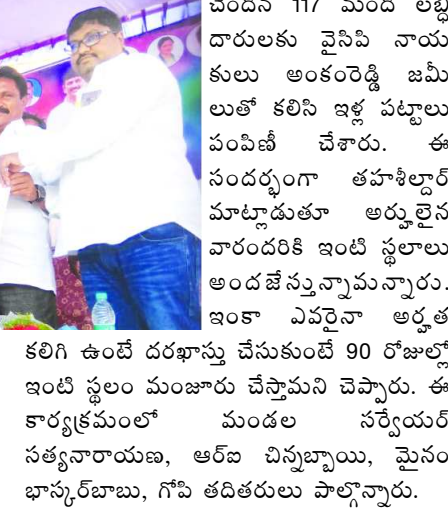 చెందిన 117 మంది లబ్ధి
దారులకు వైసిపి నాయ
కులు అంకంరెడ్డి జమీ
లుతో కలిసి ఇళ్ల పట్టాలు
పంపిణీ చేశారు. ఈ
సందర్భంగా తహశీల్దార్
మాట్లాడుతూ అర్హులైన
వారందరికి ఇంటి స్థలాలు
అందజేస్తున్నామన్నారు.
ఇంకా ఎవరైనా అర్హత
కలిగి ఉంటే దరఖాస్తు చేసుకుంటే 90 రోజుల్లో
ఇంటి స్థలం మంజూరు చేస్తామని చెప్పారు. ఈ
కార్యక్రమంలో మండల సర్వేయర్
సత్యనారాయణ, ఆర్ఐ చిన్నబ్బాయి, మైనం
భాస్కర్‌బాబు, గోపి తదితరులు పాల్గొన్నారు.